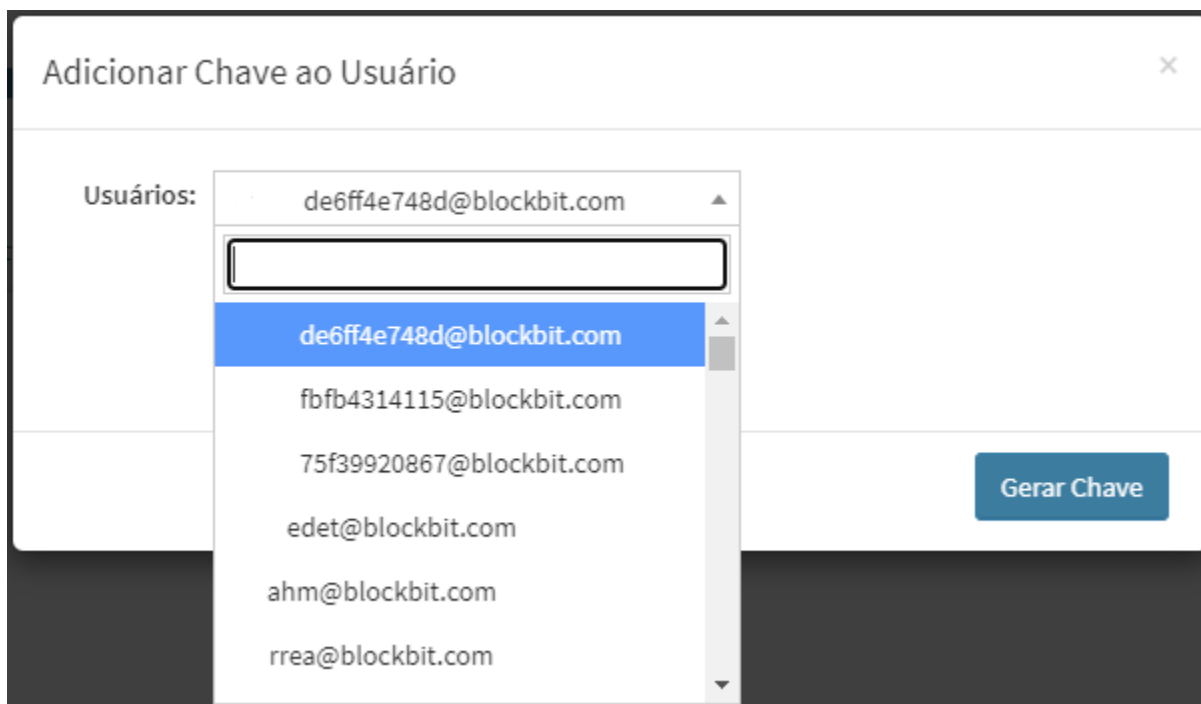 Adicionar Chave ao Usuário
×
Usuários:
de6ff4e748d@blockbit.com
de6ff4e748d@blockbit.com
fbfb4314115@blockbit.com
75f39920867@blockbit.com
Gerar Chave
edet@blockbit.com
ahm@blockbit.com
rrea@blockbit.com